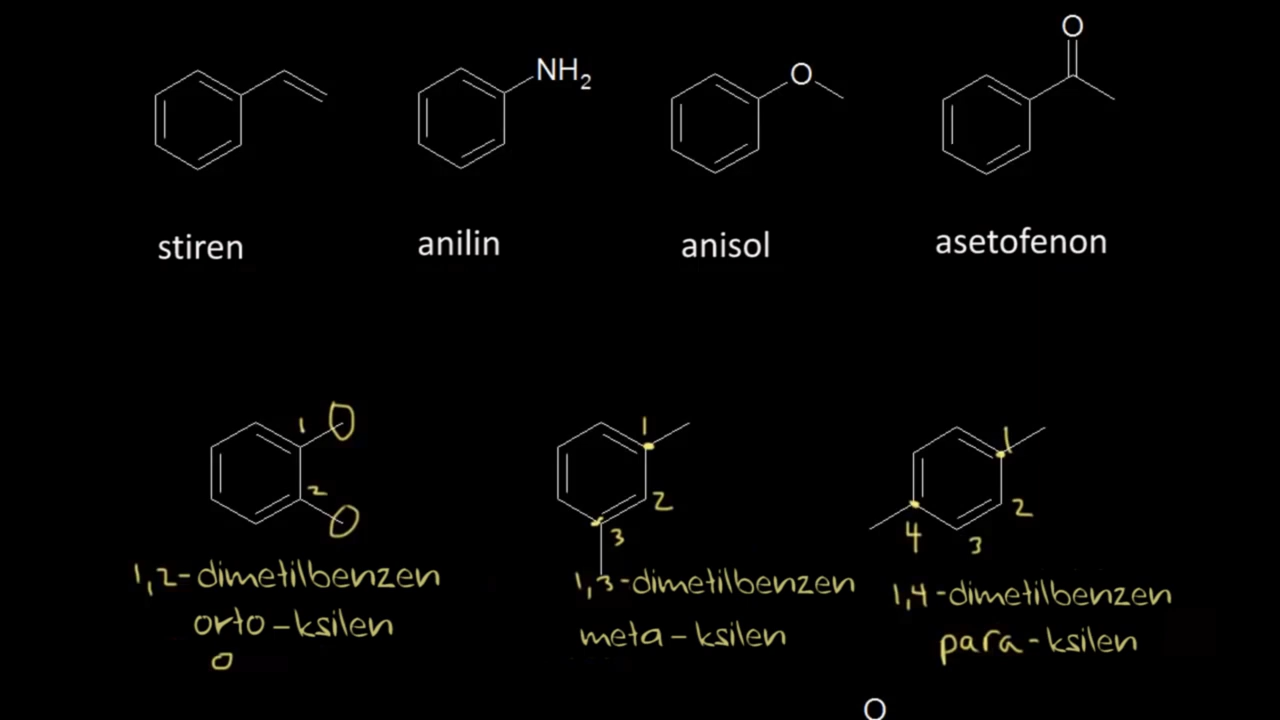 O
NH2
O
stiren
anilin
anisol
asetofenon
1
2
1
2
3
1
2
3
4
1,2-dimetilbenzen
orto-ksilen
o
1,3-dimetilbenzen
meta-ksilen
1,4-dimetilbenzen
para-ksilen
O